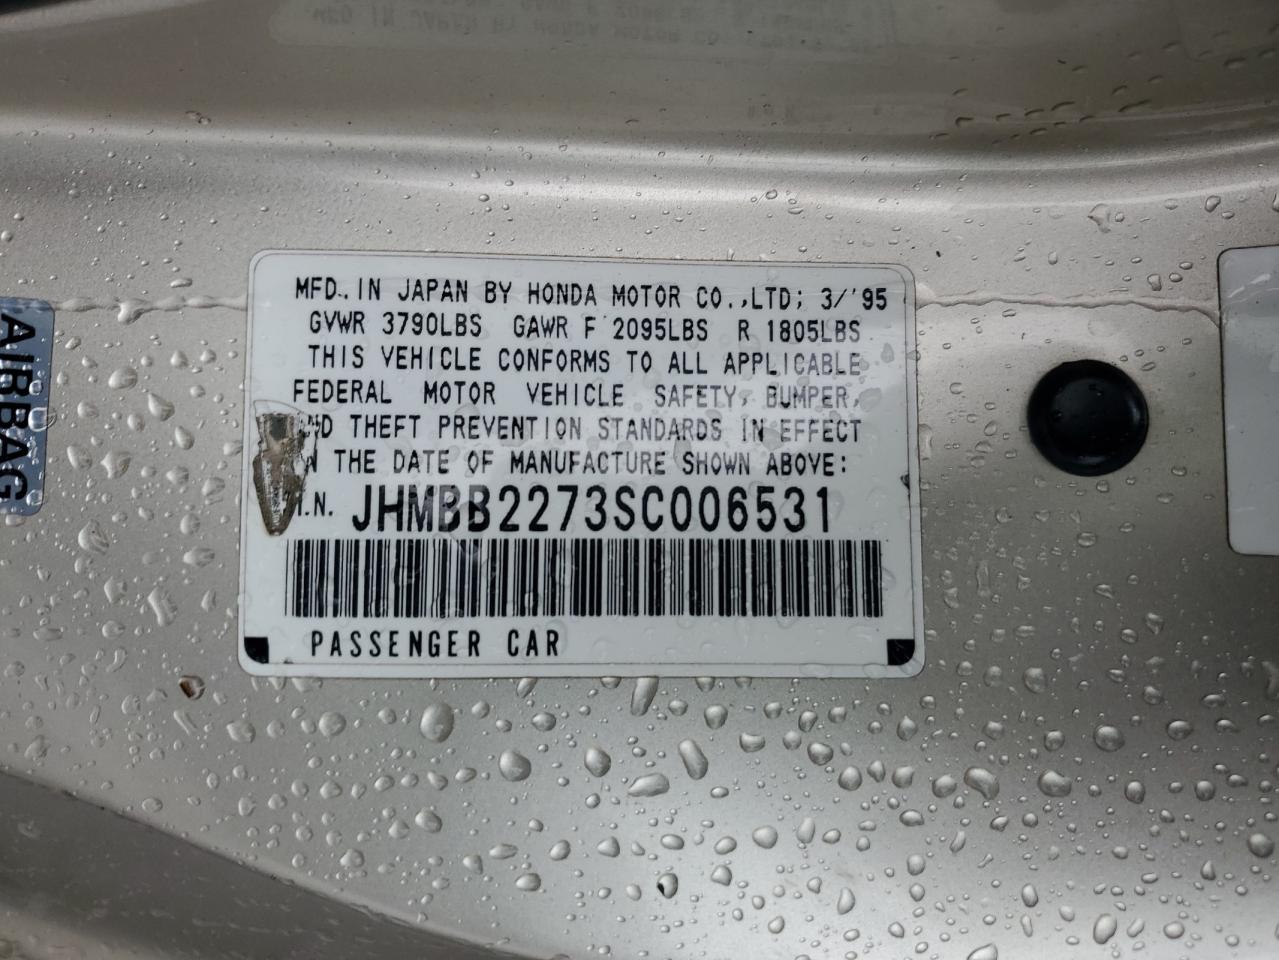 MFD. IN JAPAN BY HONDA MOTOR CO.,LTD; 3/'95
GVWR 3790LBS GAWR F 2095LBS R 1805LBS
THIS VEHICLE CONFORMS TO ALL APPLICABLE
FEDERAL MOTOR VEHICLE SAFETY, BUMPER,
ND THEFT PREVENTION STANDARDS IN EFFECT
N THE DATE OF MANUFACTURE SHOWN ABOVE:
I.N. JHMBB2273SC006531
PASSENGER CAR
AIRBAG